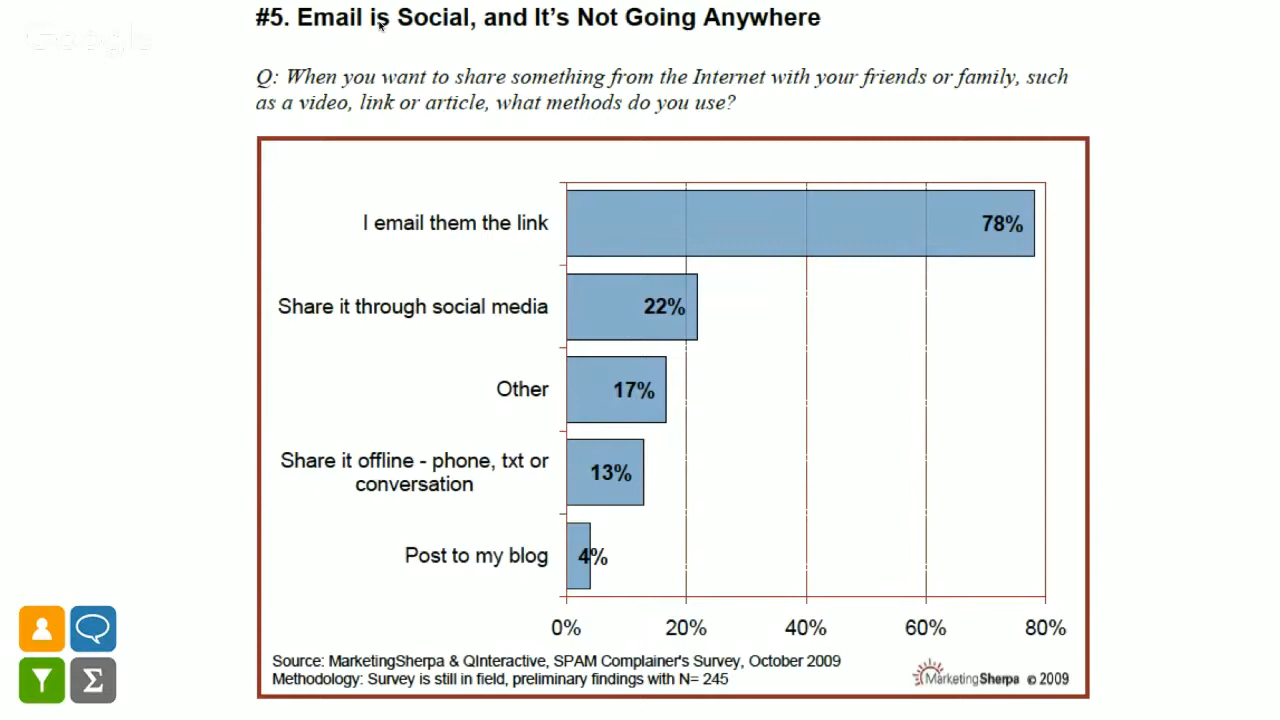 Google
#5. Email is Social, and It's Not Going Anywhere
Q: When you want to share something from the Internet with your friends or family, such
as a video, link or article, what methods do you use?
I email them the link
78%
Share it through social media
22%
Other
17%
Share it offline - phone, txt or
conversation
13%
Post to my blog
4%
0% 20% 40% 60% 80%
Source: MarketingSherpa & QInteractive, SPAM Complainer's Survey, October 2009
Methodology: Survey is still in field, preliminary findings with N= 245
MarketingSherpa © 2009
Σ